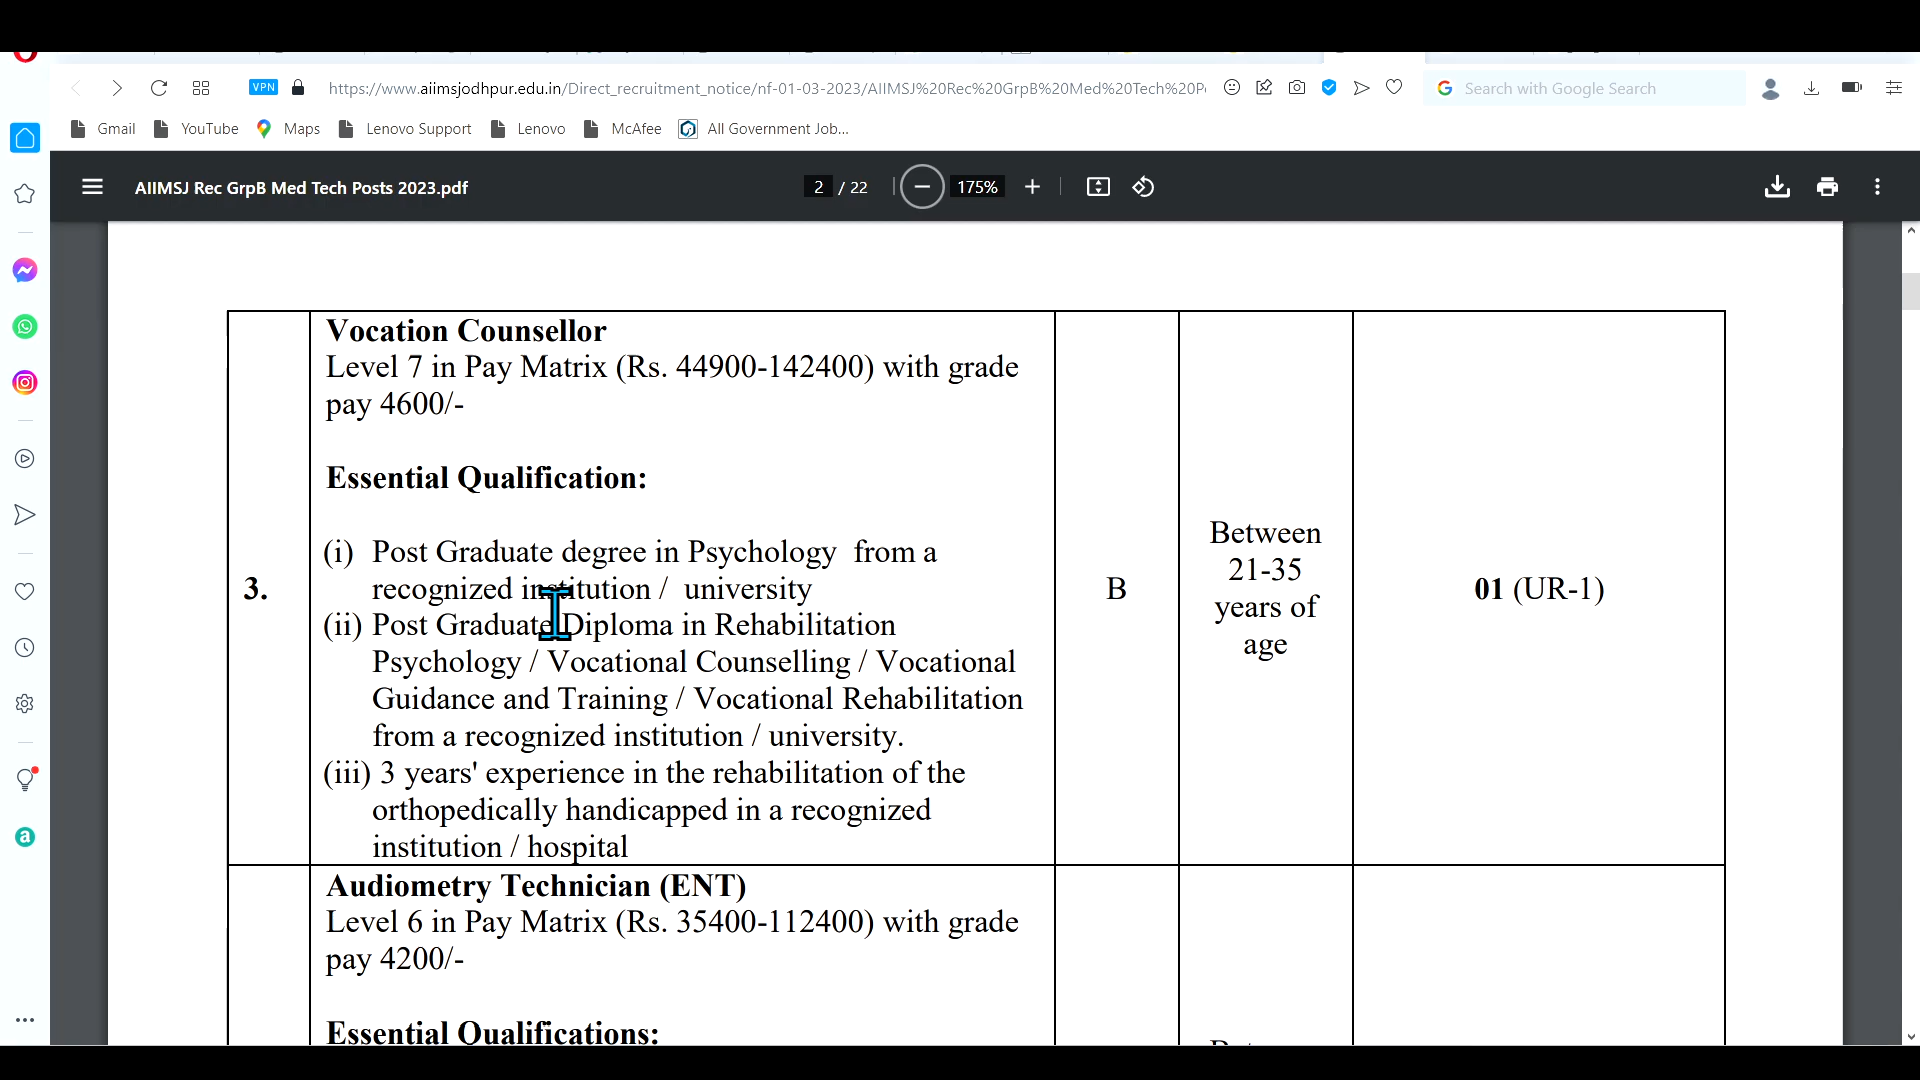 VPN
https://www.aiimsjodhpur.edu.in/Direct_recruitment_notice/nf-01-03-2023/AIIMSJ%20Rec%20GrpB%20Med%20Tech%20P
Search with Google Search
Gmail
YouTube
Maps
Lenovo Support
Lenovo
McAfee
All Government Job...
AIIMSJ Rec GrpB Med Tech Posts 2023.pdf
2 / 22
175%
Vocation Counsellor
Level 7 in Pay Matrix (Rs. 44900-142400) with grade
pay 4600/-
Essential Qualification:
3.
(i) Post Graduate degree in Psychology from a
recognized institution / university
(ii) Post Graduate Diploma in Rehabilitation
Psychology / Vocational Counselling / Vocational
Guidance and Training / Vocational Rehabilitation
from a recognized institution / university.
(iii) 3 years' experience in the rehabilitation of the
orthopedically handicapped in a recognized
institution / hospital
B
Between
21-35
years of
age
01 (UR-1)
Audiometry Technician (ENT)
Level 6 in Pay Matrix (Rs. 35400-112400) with grade
pay 4200/-
Essential Qualifications: